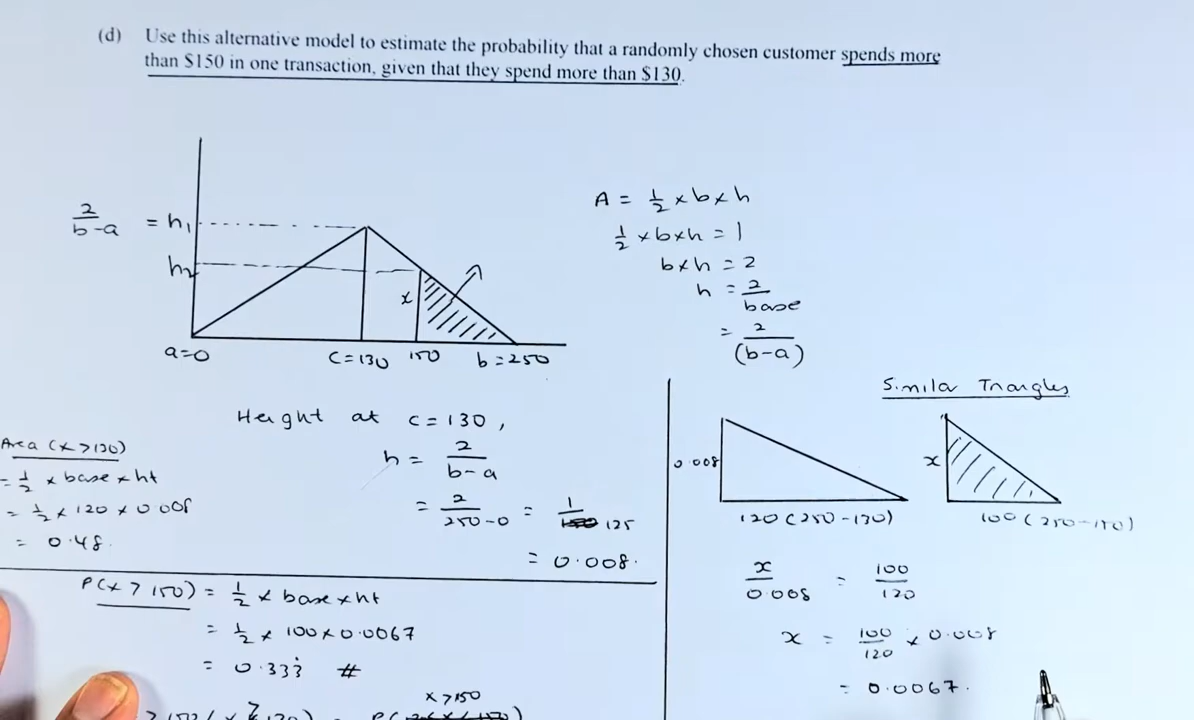 (d) Use this alternative model to estimate the probability that a randomly chosen customer spends more
than $150 in one transaction, given that they spend more than $130.
2/(b-a) = h₁
h₂
x
a=0
C=130
150
b=250
A = ½ × b × h
½ × b × h = 1
b × h = 2
h = 2/base
= 2/(b-a)
Height at c = 130,
h = 2/(b-a)
= 2/(250-0) = 1/125
= 0.008.
Area (x>130)
= ½ × base × ht
= ½ × 120 × 0.008
= 0.48.
P(x > 150) = ½ × base × ht
= ½ × 100 × 0.0067
= 0.333̇ #
x > 150
Similar Triangles
0.008
120 (250-130)
x
100 (250-150)
x/0.008 = 100/120
x = 100/120 × 0.008
= 0.0067.